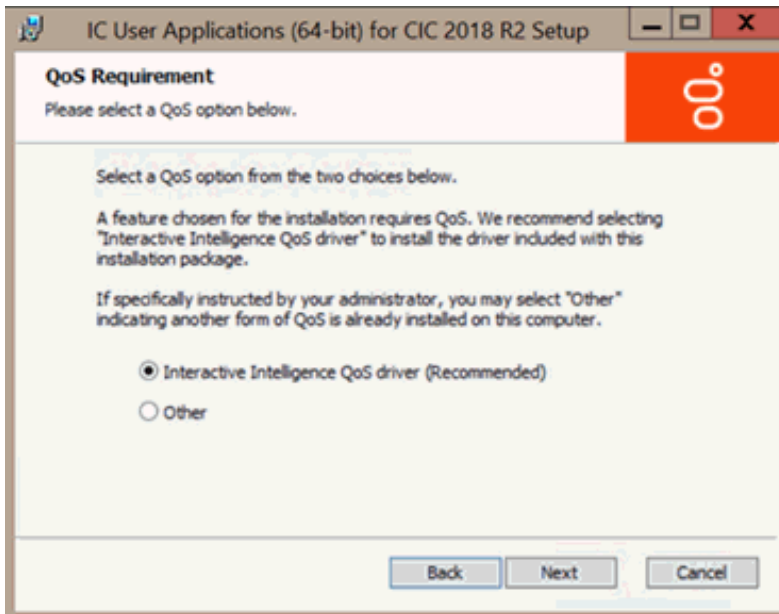 IC User Applications (64-bit) for CIC 2018 R2 Setup
QoS Requirement
Please select a QoS option below.
Select a QoS option from the two choices below.
A feature chosen for the installation requires QoS. We recommend selecting
"Interactive Intelligence QoS driver" to install the driver included with this
installation package.
If specifically instructed by your administrator, you may select "Other"
indicating another form of QoS is already installed on this computer.
Interactive Intelligence QoS driver (Recommended)
Other
Back Next Cancel